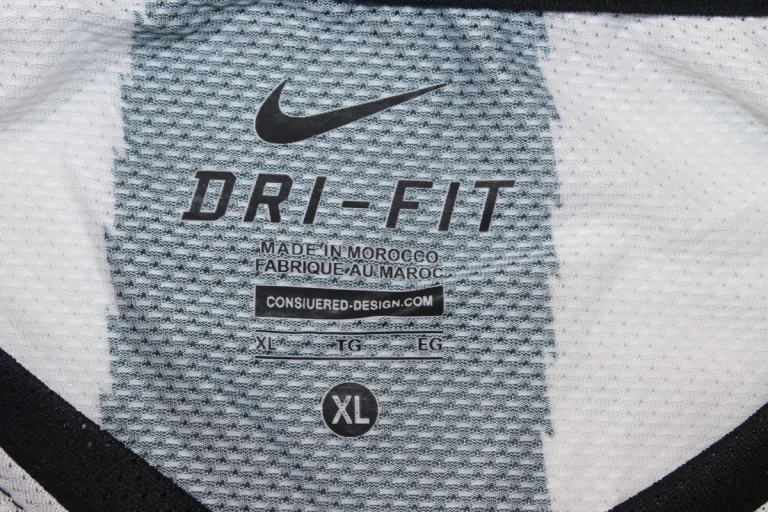 DRI-FIT
MADE IN MOROCCO
FABRIQUE AU MAROC
CONSIUERED-DESIGN.COM
XL TG EG
XL